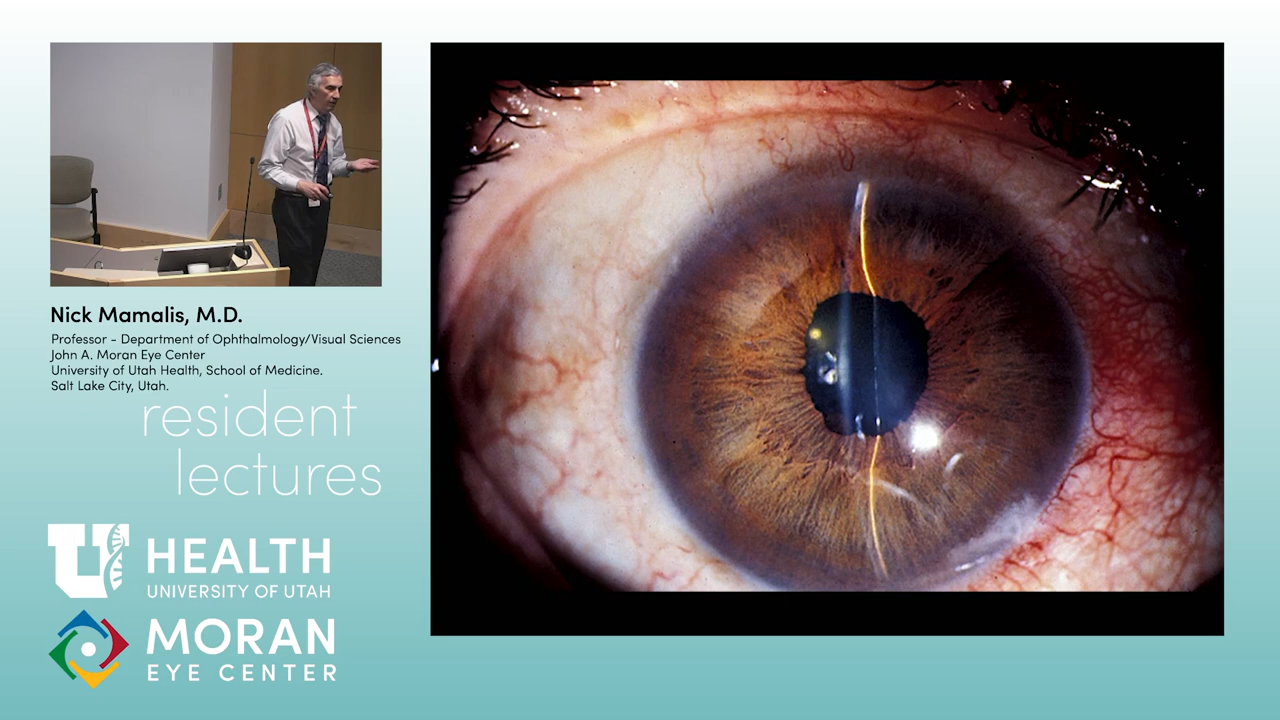 Nick Mamalis, M.D.
Professor - Department of Ophthalmology/Visual Sciences
John A. Moran Eye Center
University of Utah Health, School of Medicine.
Salt Lake City, Utah.
resident
lectures
U HEALTH
UNIVERSITY OF UTAH
MORAN
EYE CENTER